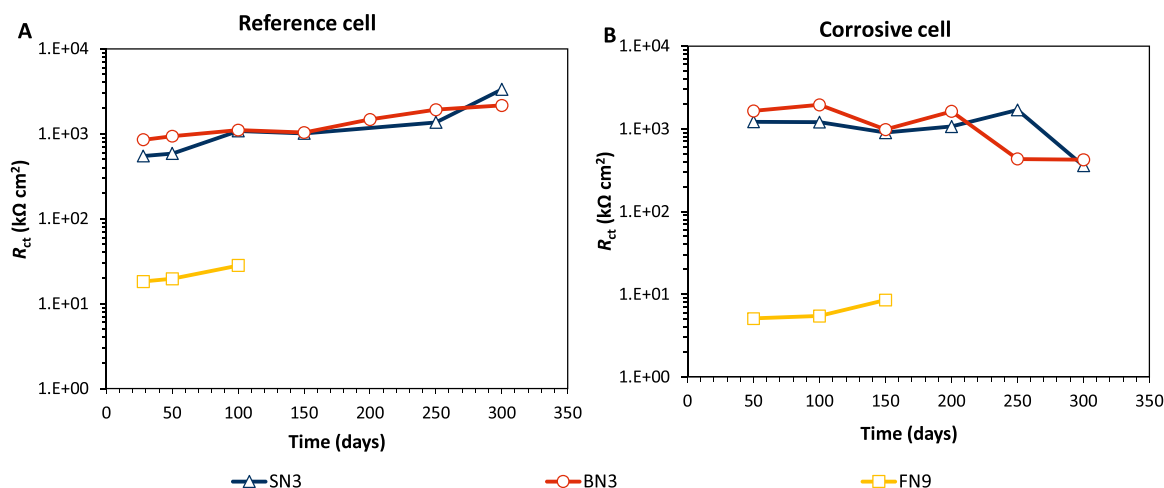 A
Reference cell
1.E+04
1.E+03
1.E+02
1.E+01
1.E+00
Rct (kΩ cm²)
0 50 100 150 200 250 300 350
Time (days)
B
Corrosive cell
1.E+04
1.E+03
1.E+02
1.E+01
1.E+00
Rct (kΩ cm²)
0 50 100 150 200 250 300 350
Time (days)
SN3 BN3 FN9